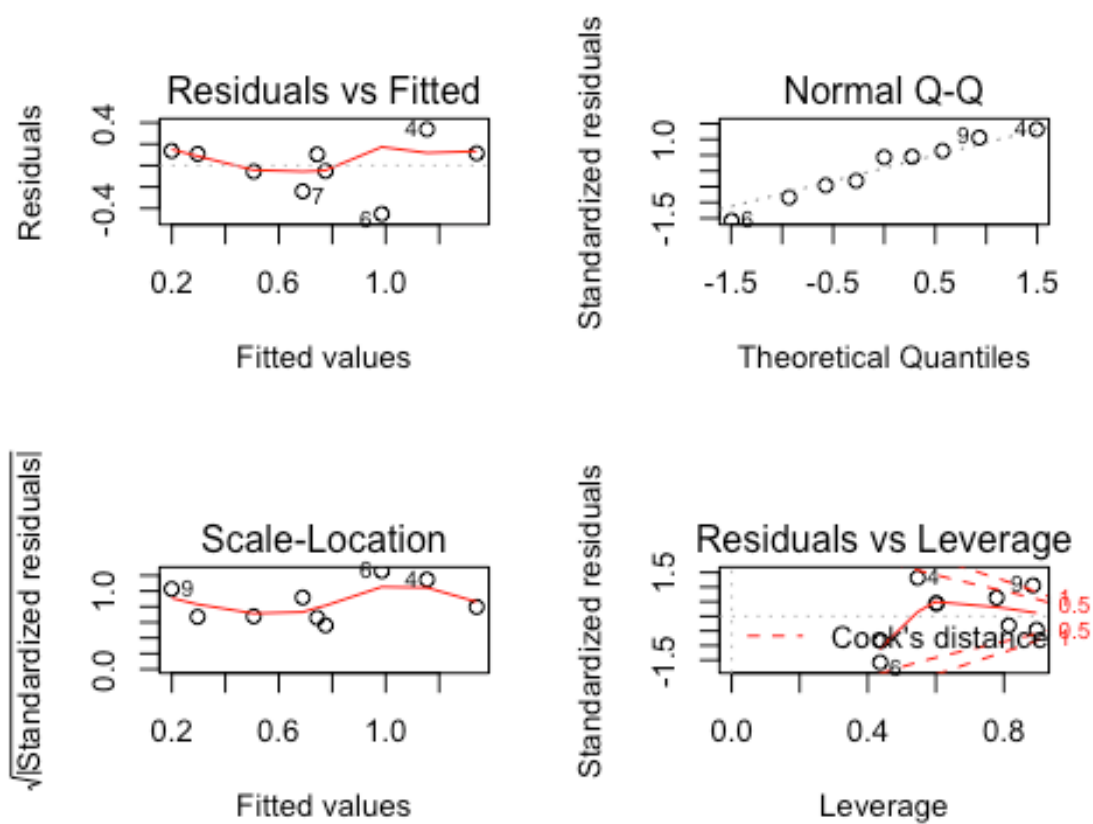 Residuals vs Fitted
Residuals
0.4
-0.4
4
7
6
0.2 0.6 1.0
Fitted values
Normal Q-Q
Standardized residuals
1.0
-1.5
9
4
6
-1.5 -0.5 0.5 1.5
Theoretical Quantiles
Scale-Location
√|Standardized residuals|
1.0
0.0
9
6
4
0.2 0.6 1.0
Fitted values
Residuals vs Leverage
Standardized residuals
1.5
-1.5
4
9
1
0.5
Cook's distance
0.5
1
6
0.0 0.4 0.8
Leverage